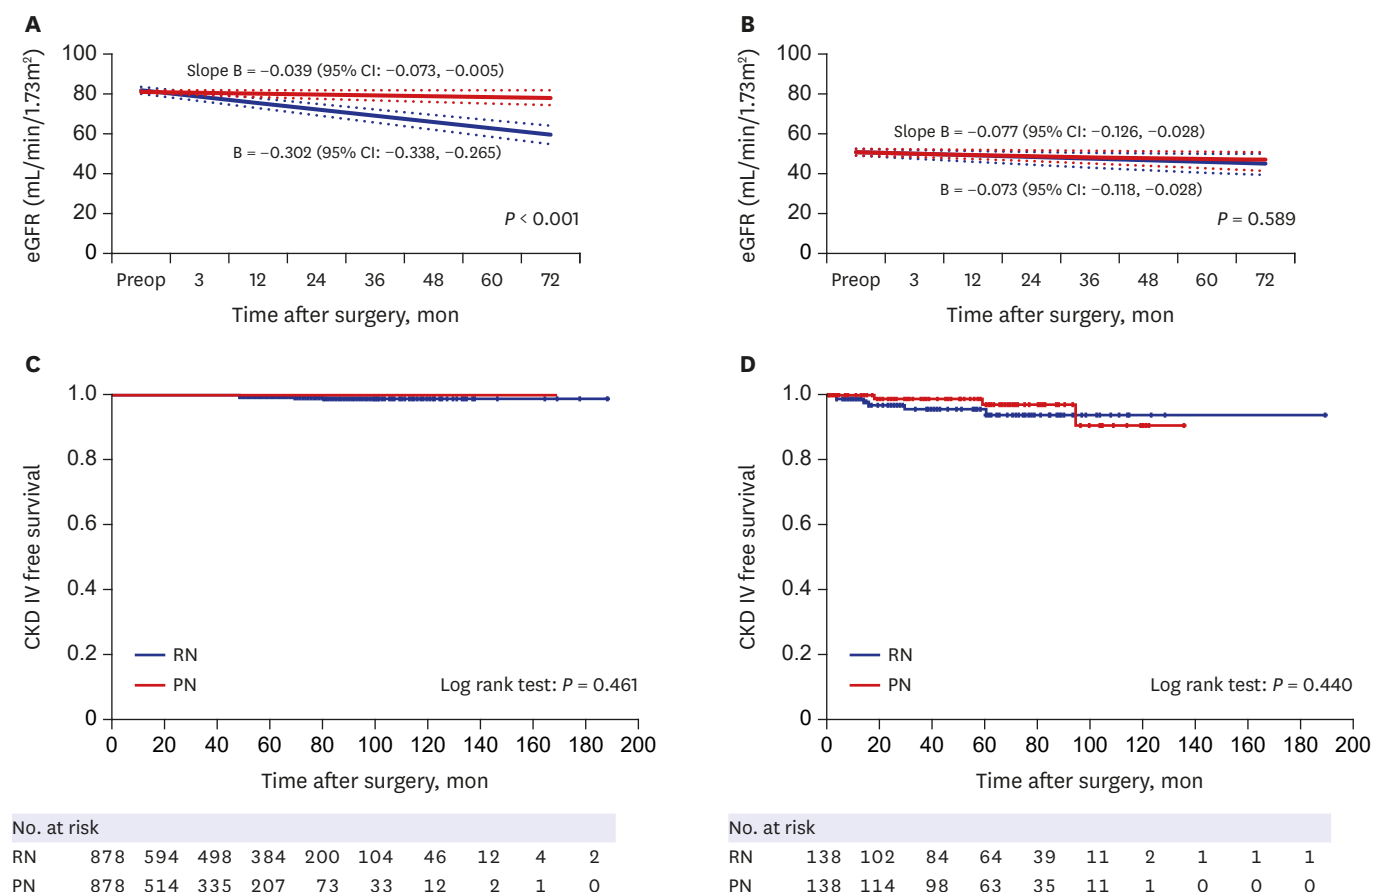 A
eGFR (mL/min/1.73m²)
100
80
60
40
20
0
Slope B = −0.039 (95% CI: −0.073, −0.005)
B = −0.302 (95% CI: −0.338, −0.265)
P < 0.001
Preop 3 12 24 36 48 60 72
Time after surgery, mon
B
eGFR (mL/min/1.73m²)
100
80
60
40
20
0
Slope B = −0.077 (95% CI: −0.126, −0.028)
B = −0.073 (95% CI: −0.118, −0.028)
P = 0.589
Preop 3 12 24 36 48 60 72
Time after surgery, mon
C
CKD IV free survival
1.0
0.8
0.6
0.4
0.2
0
RN
PN
Log rank test: P = 0.461
0 20 40 60 80 100 120 140 160 180 200
Time after surgery, mon
No. at risk
RN 878 594 498 384 200 104 46 12 4 2
PN 878 514 335 207 73 33 12 2 1 0
D
CKD IV free survival
1.0
0.8
0.6
0.4
0.2
0
RN
PN
Log rank test: P = 0.440
0 20 40 60 80 100 120 140 160 180 200
Time after surgery, mon
No. at risk
RN 138 102 84 64 39 11 2 1 1 1
PN 138 114 98 63 35 11 1 0 0 0